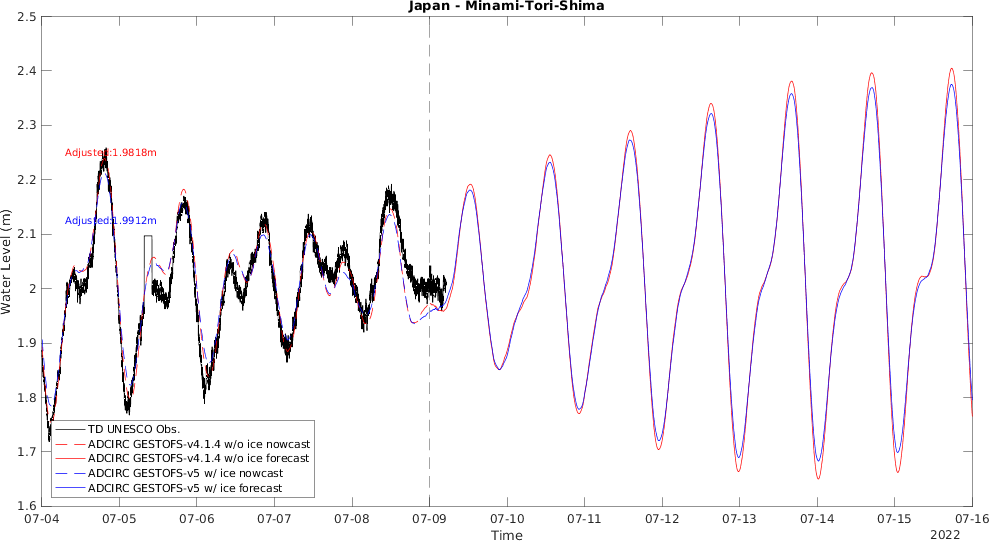 Japan - Minami-Tori-Shima
2.5
2.4
2.3
2.2
2.1
2
1.9
1.8
1.7
1.6
Water Level (m)
Adjusted:1.9818m
Adjusted:1.9912m
TD UNESCO Obs.
ADCIRC GESTOFS-v4.1.4 w/o ice nowcast
ADCIRC GESTOFS-v4.1.4 w/o ice forecast
ADCIRC GESTOFS-v5 w/ ice nowcast
ADCIRC GESTOFS-v5 w/ ice forecast
07-04 07-05 07-06 07-07 07-08 07-09 07-10 07-11 07-12 07-13 07-14 07-15 07-16
Time
2022